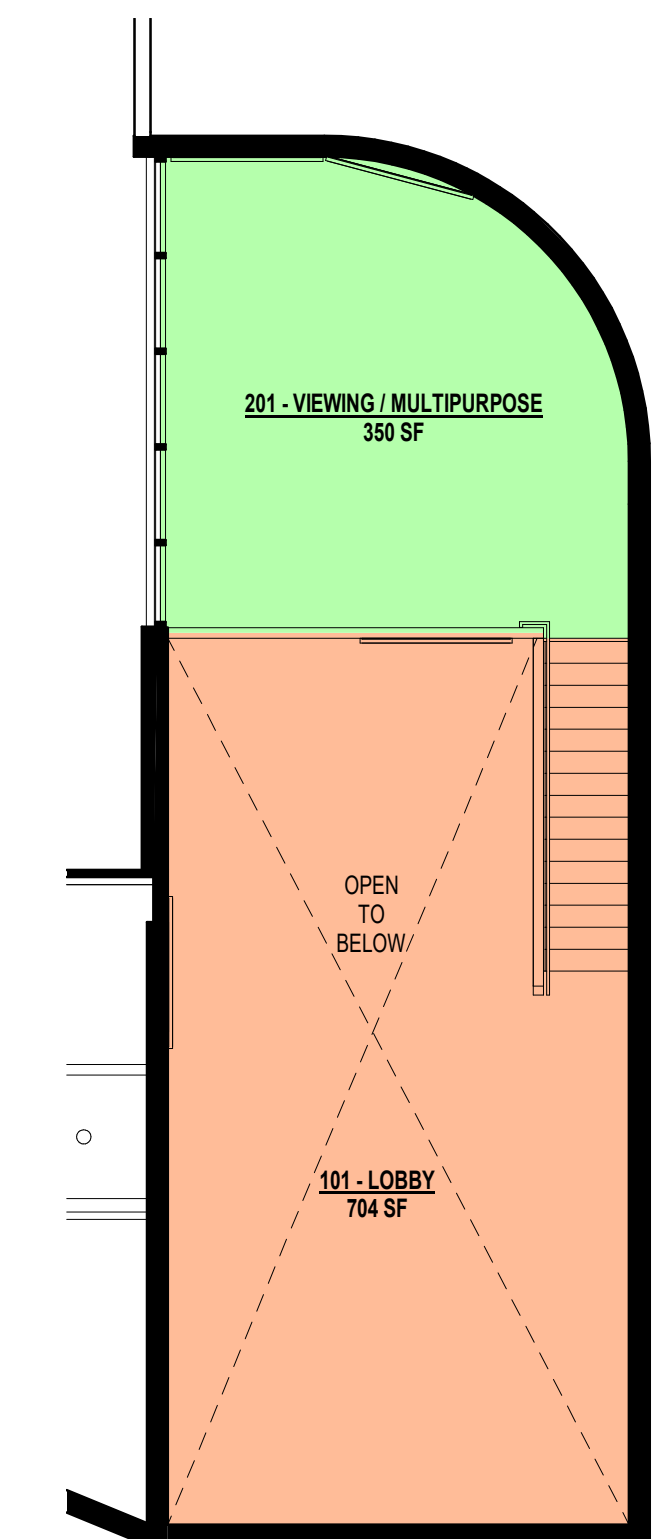 201 - VIEWING / MULTIPURPOSE
350 SF
OPEN
TO
BELOW
101 - LOBBY
704 SF